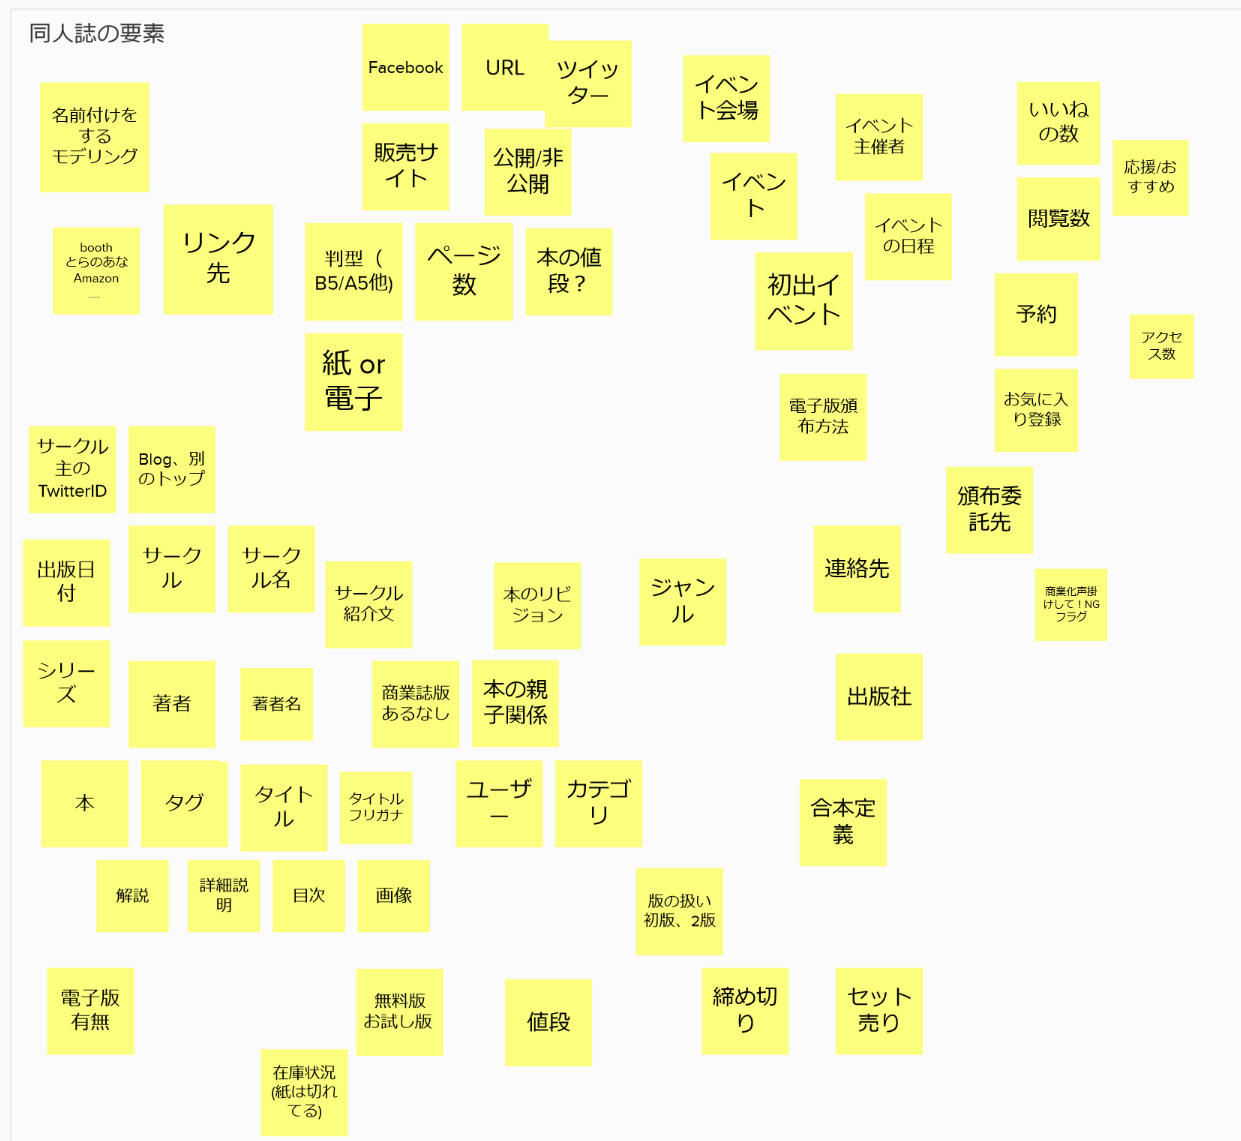 同人誌の要素
Facebook
URL
ツイッ
ター
名前付けを
する
モデリング
販売サ
イト
公開/非
公開
イベン
ト会場
イベント
主催者
いいね
の数
応援/お
すすめ
イベン
ト
閲覧数
booth
とらのあな
Amazon
....
リンク
先
判型（
B5/A5他)
ページ
数
本の値
段？
イベント
の日程
初出イ
ベント
予約
アクセ
ス数
紙 or
電子
電子版頒
布方法
お気に入
り登録
サークル
主の
TwitterID
Blog、別
のトップ
頒布委
託先
出版日
付
サーク
ル
サーク
ル名
サークル
紹介文
本のリビ
ジョン
ジャン
ル
連絡先
商業化声掛
けして！NG
フラグ
シリー
ズ
著者
著者名
商業誌版
あるなし
本の親
子関係
出版社
本
タグ
タイト
ル
タイトル
フリガナ
ユーザ
ー
カテゴ
リ
合本定
義
解説
詳細説
明
目次
画像
版の扱い
初版、2版
電子版
有無
無料版
お試し版
値段
締め切
り
セット
売り
在庫状況
(紙は切れ
てる)